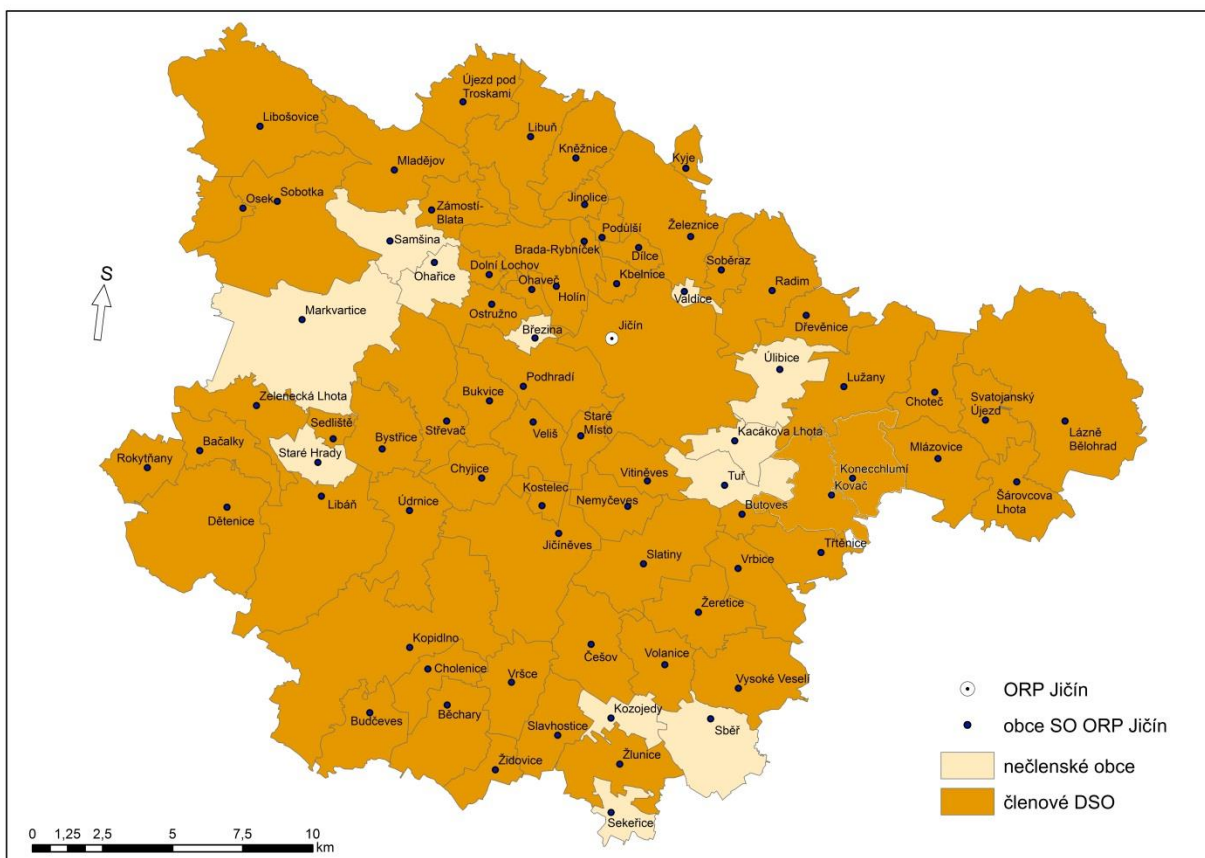 Újezd pod
Troskami
Libošovice
Libuň
Kněžnice
Mladějov
Kyje
Osek
Sobotka
Jinolice
Zámostí-
Blata
Železnice
Podůlší
Samšina
Brada-Rybníček
Dílce
Ohařice
Dolní Lochov
Soběraz
S
Ohaveč
Kbelnice
Holín
Valdice
Radim
Ostružno
Markvartice
Dřevěnice
Březina
Jičín
Úlibice
Lužany
Zelenecká Lhota
Bukvice
Podhradí
Choteč
Svatojanský
Újezd
Sedliště
Střevač
Veliš
Staré
Místo
Lázně
Bělohrad
Bačalky
Bystřice
Kacákova Lhota
Rokytňany
Staré Hrady
Mlázovice
Chyjice
Vitiněves
Tuř
Konecchlumí
Kovač
Šárovcova
Lhota
Dětenice
Libáň
Údrnice
Kostelec
Nemyčeves
Butoves
Jičíněves
Třtěnice
Slatiny
Vrbice
Žeretice
Kopidlno
Češov
Volanice
Cholenice
Vršce
Vysoké Veselí
Budčeves
Běchary
Kozojedy
Slavhostice
Sběř
Židovice
Žlunice
Sekeřice
ORP Jičín
obce SO ORP Jičín
nečlenské obce
členové DSO
0 1,25 2,5 5 7,5 10
km